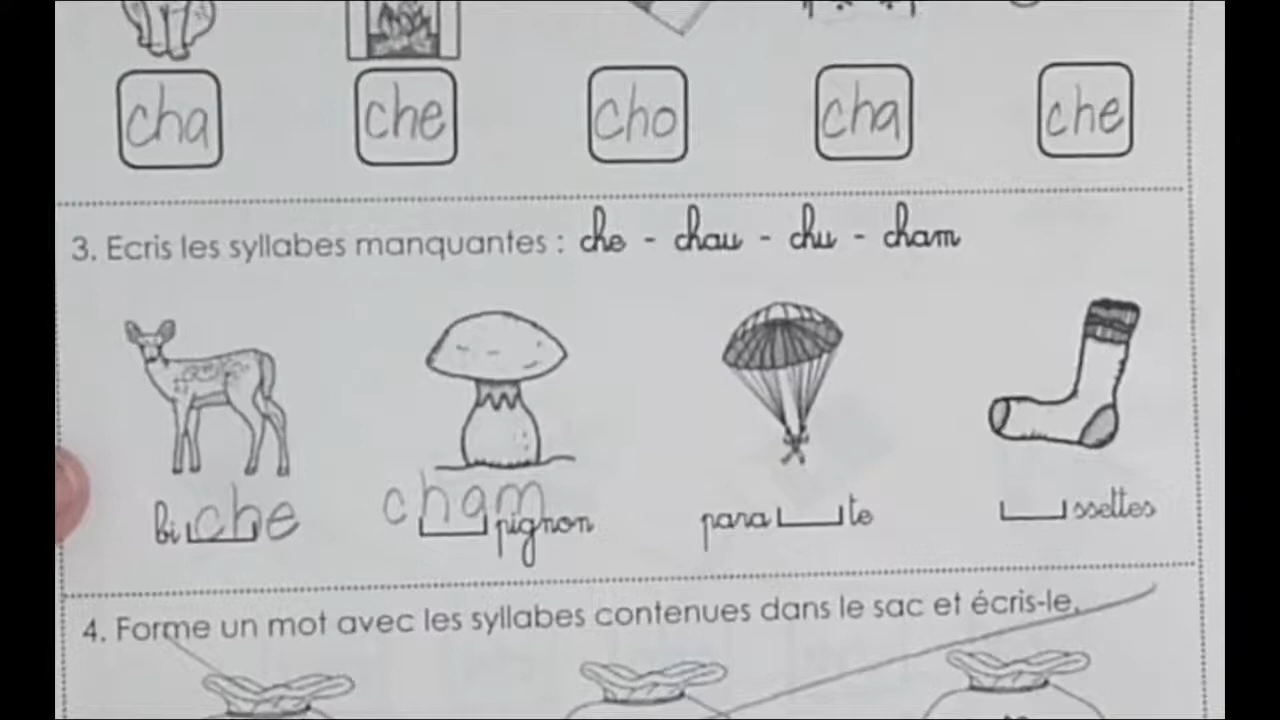 cha che cho cha che
3. Ecris les syllabes manquantes : che - chau - chu - cham
biche champignon para te ssettes
4. Forme un mot avec les syllabes contenues dans le sac et écris-le.